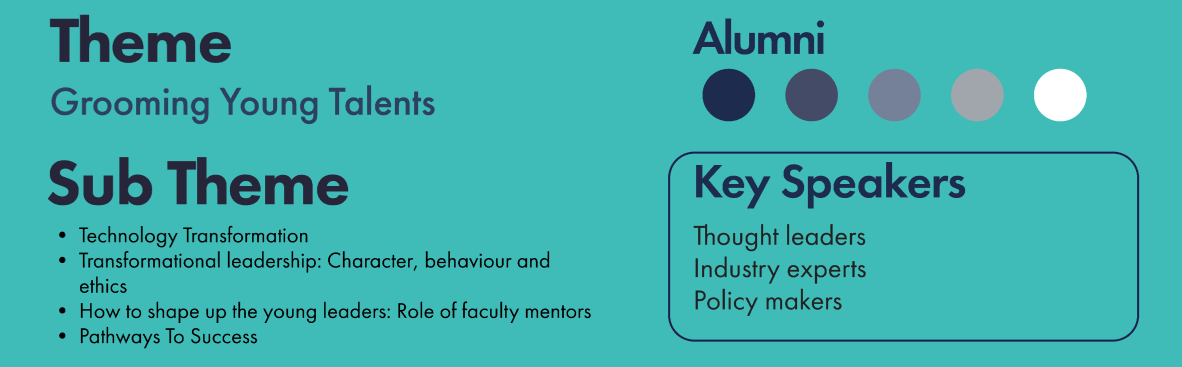 Theme
Grooming Young Talents
Sub Theme
• Technology Transformation
• Transformational leadership: Character, behaviour and
ethics
• How to shape up the young leaders: Role of faculty mentors
• Pathways To Success
Alumni
Key Speakers
Thought leaders
Industry experts
Policy makers